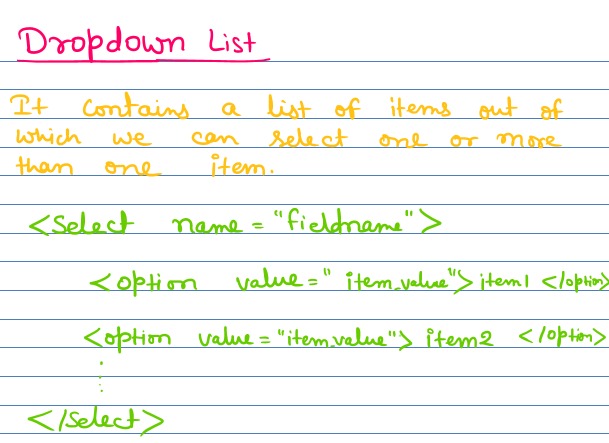 Dropdown List
It contains a list of items out of
which we can select one or more
than one item.
<Select name = "fieldname">
<option value = " item_value"> item1 </option>
<option value = "item_value"> item2 </option>
⋮
</Select>